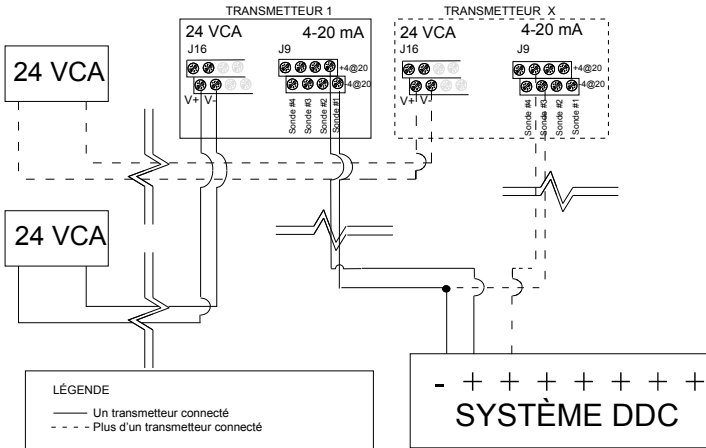 TRANSMETTEUR 1
24 VCA
4-20 mA
J16
J9
+4@20
-4@20
V+ V-
Sonde #4
Sonde #3
Sonde #2
Sonde #1
TRANSMETTEUR X
24 VCA
4-20 mA
J16
J9
+4@20
-4@20
V+ V-
Sonde #4
Sonde #3
Sonde #2
Sonde #1
24 VCA
24 VCA
LÉGENDE
Un transmetteur connecté
Plus d'un transmetteur connecté
- + + + + + + +
SYSTÈME DDC